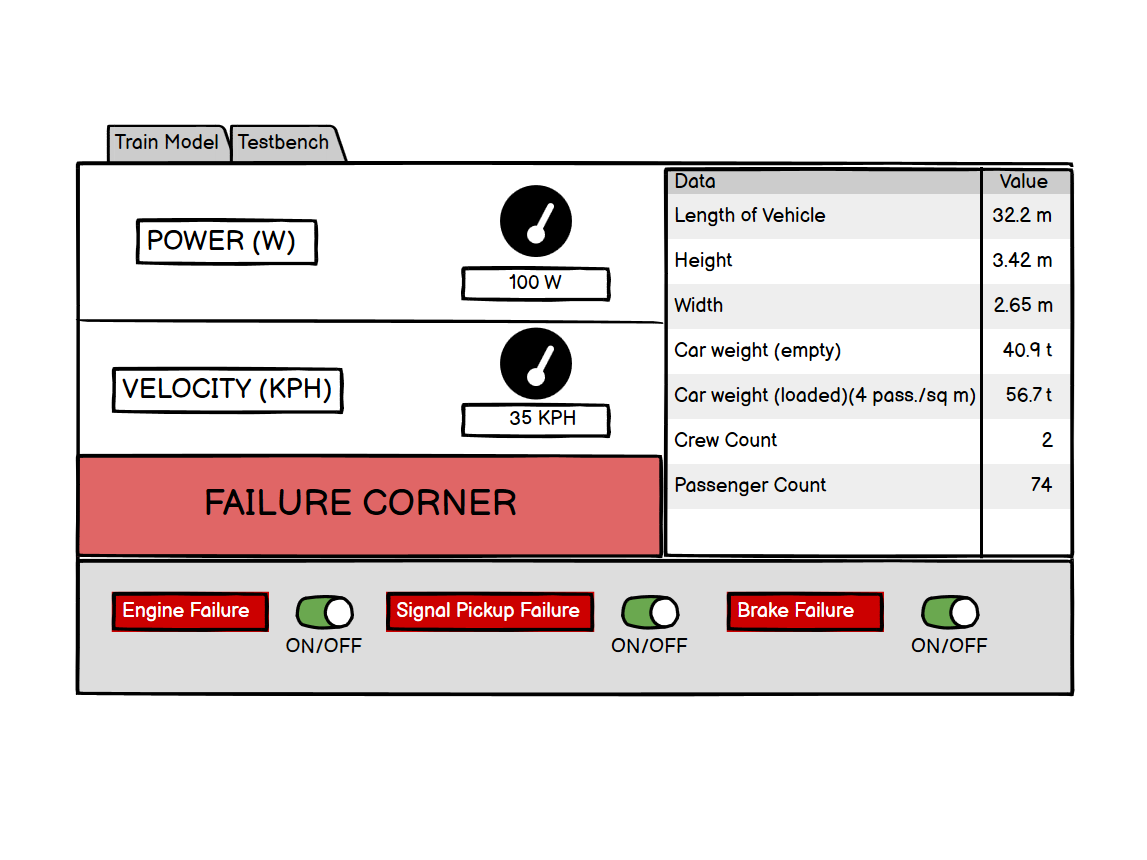 Train Model
Testbench
POWER (W)
100 W
VELOCITY (KPH)
35 KPH
FAILURE CORNER
Data Value
Length of Vehicle 32.2 m
Height 3.42 m
Width 2.65 m
Car weight (empty) 40.9 t
Car weight (loaded)(4 pass./sq m) 56.7 t
Crew Count 2
Passenger Count 74
Engine Failure
ON/OFF
Signal Pickup Failure
ON/OFF
Brake Failure
ON/OFF